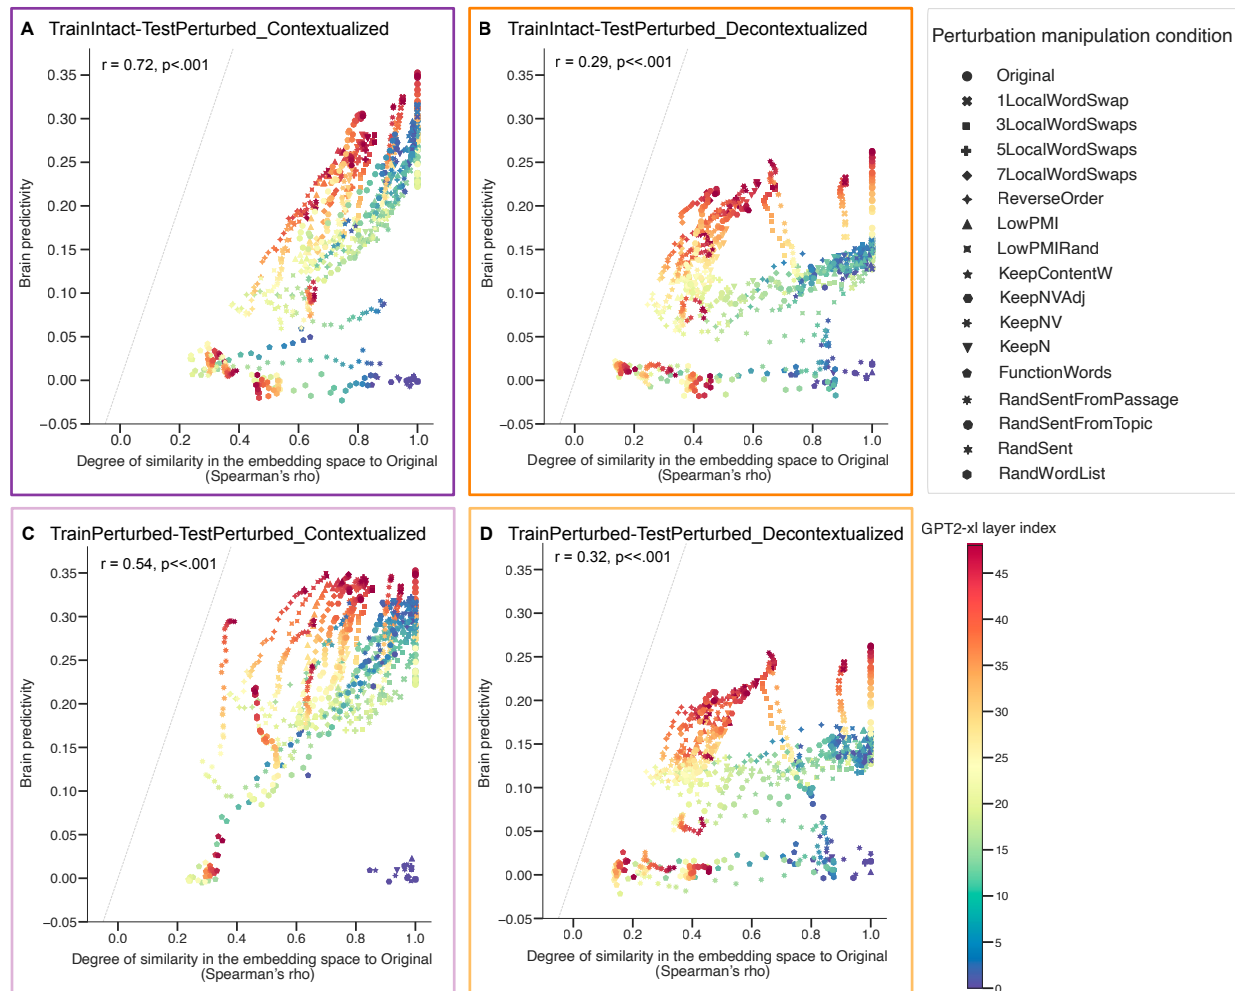 A TrainIntact-TestPerturbed_Contextualized
r = 0.72, p<.001
0.35
0.30
0.25
0.20
0.15
0.10
0.05
0.00
−0.05
Brain predictivity
0.0 0.2 0.4 0.6 0.8 1.0
Degree of similarity in the embedding space to Original
(Spearman's rho)
B TrainIntact-TestPerturbed_Decontextualized
r = 0.29, p<<.001
0.35
0.30
0.25
0.20
0.15
0.10
0.05
0.00
−0.05
Brain predictivity
0.0 0.2 0.4 0.6 0.8 1.0
Degree of similarity in the embedding space to Original
(Spearman's rho)
Perturbation manipulation condition
Original
1LocalWordSwap
3LocalWordSwaps
5LocalWordSwaps
7LocalWordSwaps
ReverseOrder
LowPMI
LowPMIRand
KeepContentW
KeepNVAdj
KeepNV
KeepN
FunctionWords
RandSentFromPassage
RandSentFromTopic
RandSent
RandWordList
C TrainPerturbed-TestPerturbed_Contextualized
r = 0.54, p<<.001
0.35
0.30
0.25
0.20
0.15
0.10
0.05
0.00
−0.05
Brain predictivity
0.0 0.2 0.4 0.6 0.8 1.0
Degree of similarity in the embedding space to Original
(Spearman's rho)
D TrainPerturbed-TestPerturbed_Decontextualized
r = 0.32, p<<.001
0.35
0.30
0.25
0.20
0.15
0.10
0.05
0.00
−0.05
Brain predictivity
0.0 0.2 0.4 0.6 0.8 1.0
Degree of similarity in the embedding space to Original
(Spearman's rho)
GPT2-xl layer index
45
40
35
30
25
20
15
10
5
0